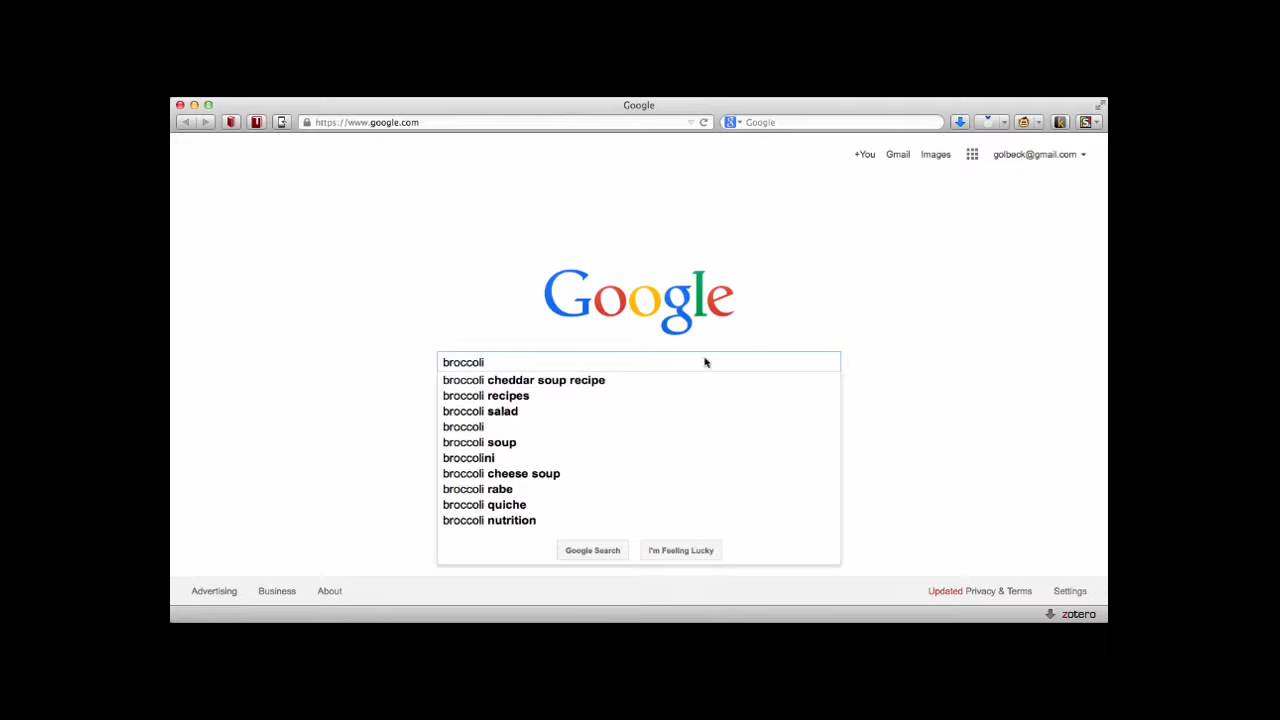 Google
https://www.google.com
Google
+You Gmail Images golbeck@gmail.com
Google
broccoli
broccoli cheddar soup recipe
broccoli recipes
broccoli salad
broccoli
broccoli soup
broccolini
broccoli cheese soup
broccoli rabe
broccoli quiche
broccoli nutrition
Google Search I'm Feeling Lucky
Advertising Business About Updated Privacy & Terms Settings
zotero